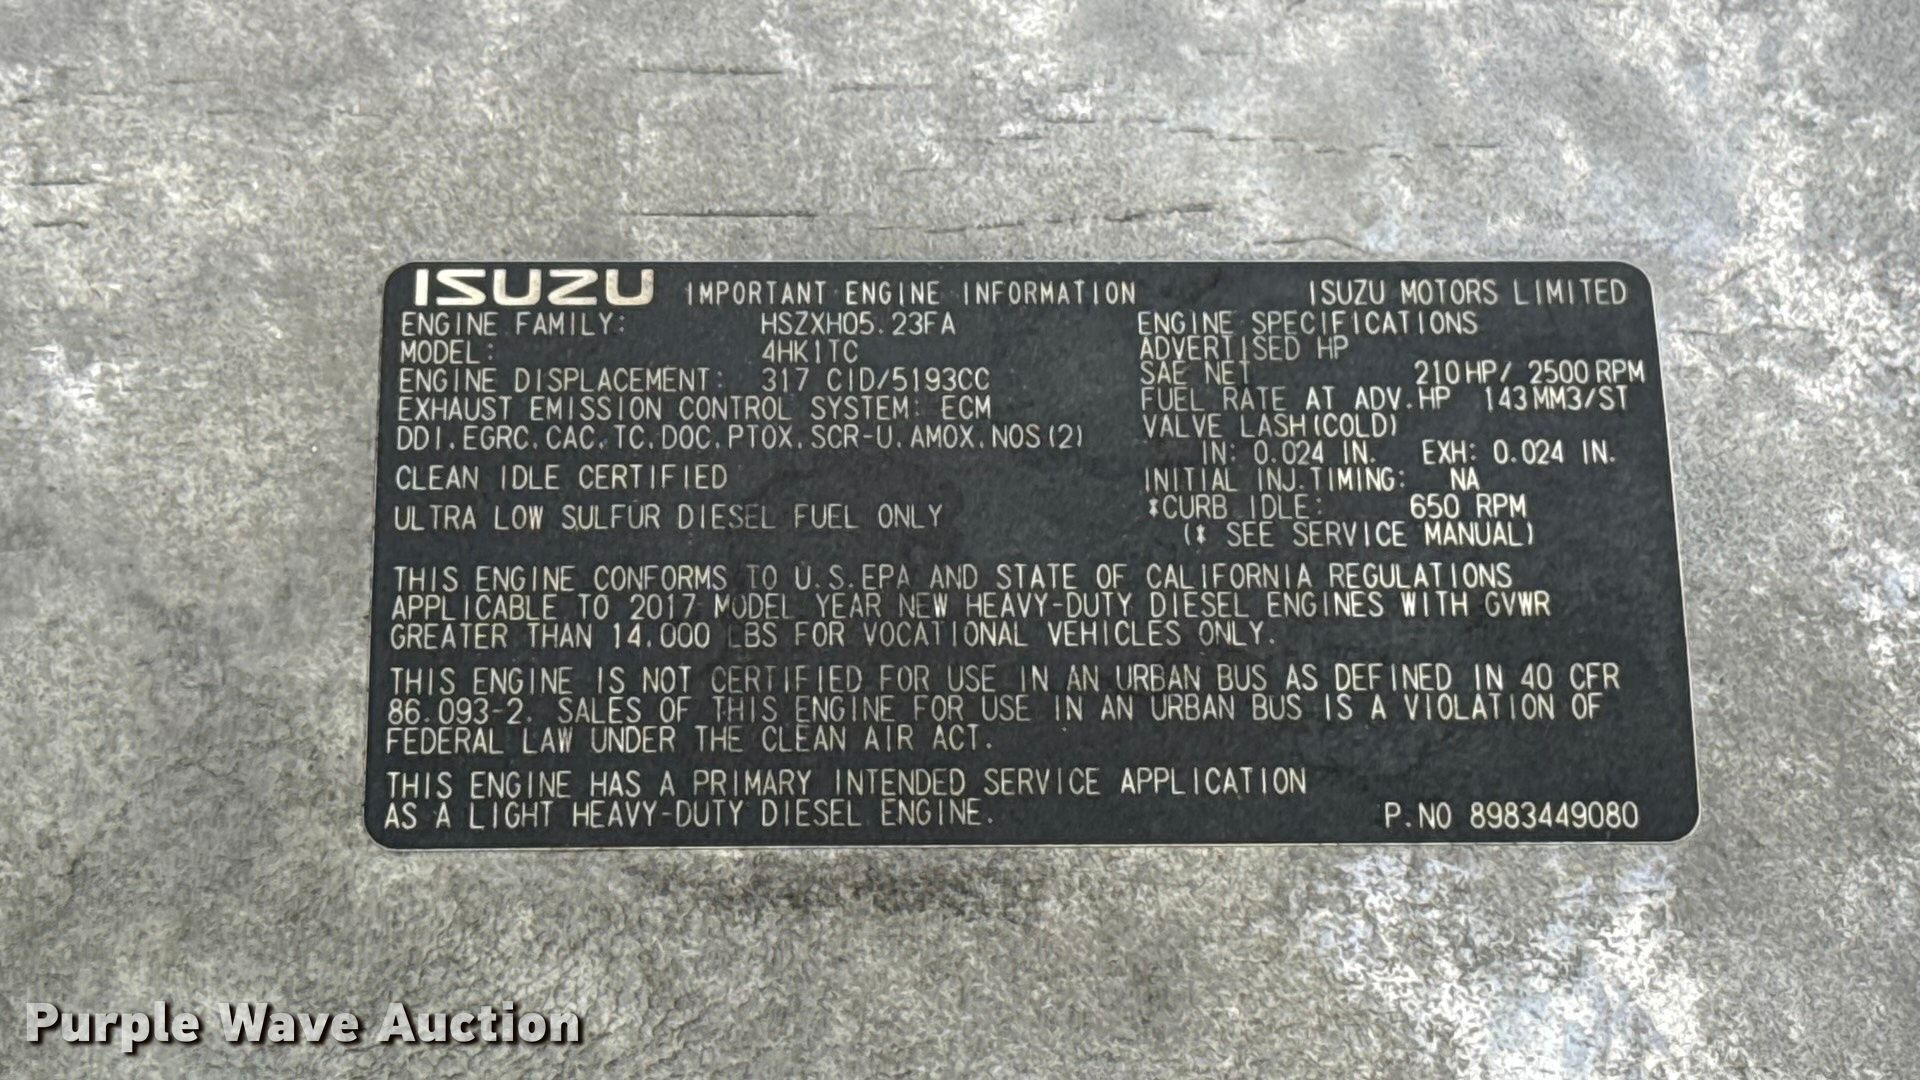 ISUZU IMPORTANT ENGINE INFORMATION ISUZU MOTORS LIMITED
ENGINE FAMILY: HSZXH05.23FA
MODEL: 4HK1TC
ENGINE DISPLACEMENT: 317 CID/5193CC
EXHAUST EMISSION CONTROL SYSTEM: ECM
DDI.EGRC.CAC.TC.DOC.PTOX.SCR-U.AMOX.NOS(2)
CLEAN IDLE CERTIFIED
ULTRA LOW SULFUR DIESEL FUEL ONLY
ENGINE SPECIFICATIONS
ADVERTISED HP
SAE NET 210HP/ 2500RPM
FUEL RATE AT ADV.HP 143MM3/ST
VALVE LASH(COLD)
IN: 0.024 IN. EXH: 0.024 IN.
INITIAL INJ.TIMING: NA
*CURB IDLE: 650 RPM
(* SEE SERVICE MANUAL)
THIS ENGINE CONFORMS TO U.S.EPA AND STATE OF CALIFORNIA REGULATIONS
APPLICABLE TO 2017 MODEL YEAR NEW HEAVY-DUTY DIESEL ENGINES WITH GVWR
GREATER THAN 14.000 LBS FOR VOCATIONAL VEHICLES ONLY.
THIS ENGINE IS NOT CERTIFIED FOR USE IN AN URBAN BUS AS DEFINED IN 40 CFR
86.093-2. SALES OF THIS ENGINE FOR USE IN AN URBAN BUS IS A VIOLATION OF
FEDERAL LAW UNDER THE CLEAN AIR ACT.
THIS ENGINE HAS A PRIMARY INTENDED SERVICE APPLICATION
AS A LIGHT HEAVY-DUTY DIESEL ENGINE. P.NO 8983449080
Purple Wave Auction